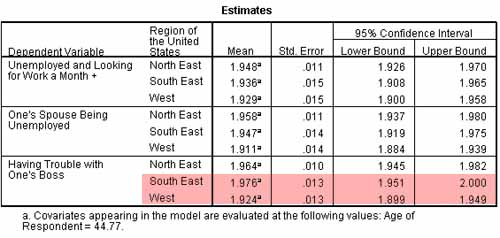 Estimates
Dependent Variable | Region of the United States | Mean | Std. Error | 95% Confidence Interval
Lower Bound | Upper Bound
Unemployed and Looking for Work a Month + | North East | 1.948a | .011 | 1.926 | 1.970
South East | 1.936a | .015 | 1.908 | 1.965
West | 1.929a | .015 | 1.900 | 1.958
One's Spouse Being Unemployed | North East | 1.958a | .011 | 1.937 | 1.980
South East | 1.947a | .014 | 1.919 | 1.975
West | 1.911a | .014 | 1.884 | 1.939
Having Trouble with One's Boss | North East | 1.964a | .010 | 1.945 | 1.982
South East | 1.976a | .013 | 1.951 | 2.000
West | 1.924a | .013 | 1.899 | 1.949
a. Covariates appearing in the model are evaluated at the following values: Age of
Respondent = 44.77.